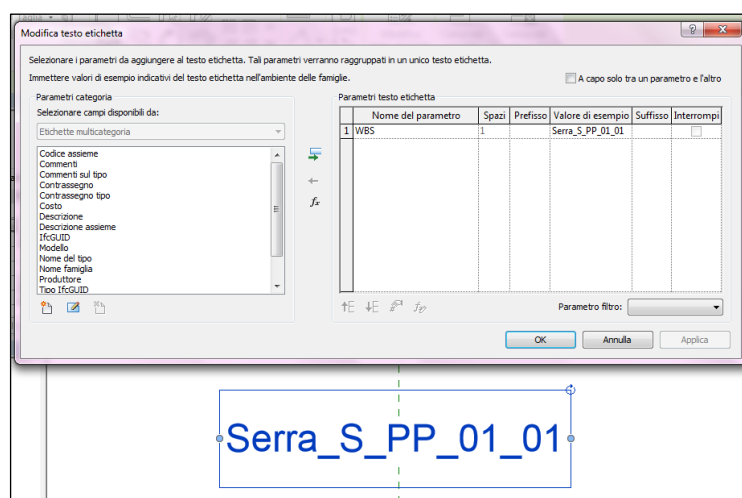 Modifica testo etichetta
Selezionare i parametri da aggiungere al testo etichetta. Tali parametri verranno raggruppati in un unico testo etichetta.
Immettere valori di esempio indicativi del testo etichetta nell'ambiente delle famiglie.
A capo solo tra un parametro e l'altro
Parametri categoria
Selezionare campi disponibili da:
Etichette multicategoria
Codice assieme
Commenti
Commenti sul tipo
Contrassegno
Contrassegno tipo
Costo
Descrizione
Descrizione assieme
IfcGUID
Modello
Nome del tipo
Nome famiglia
Produttore
Tipo IfcGUID
Parametri testo etichetta
Nome del parametro Spazi Prefisso Valore di esempio Suffisso Interrompi
1 WBS 1 Serra_S_PP_01_01
Parametro filtro:
OK Annulla Applica
Serra_S_PP_01_01